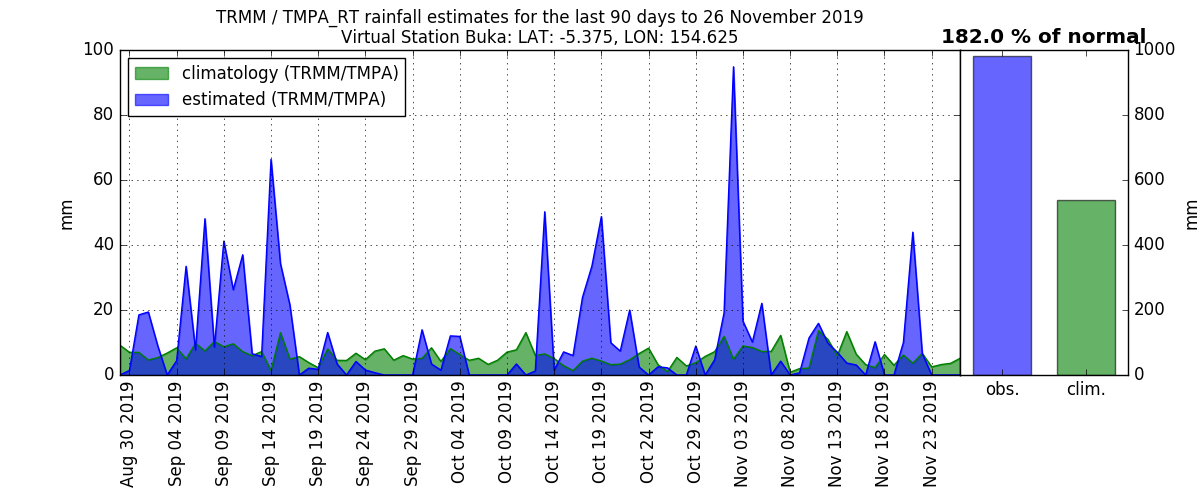 TRMM / TMPA_RT rainfall estimates for the last 90 days to 26 November 2019
Virtual Station Buka: LAT: -5.375, LON: 154.625
182.0 % of normal
climatology (TRMM/TMPA)
estimated (TRMM/TMPA)
100
80
60
40
20
0
mm
1000
800
600
400
200
0
mm
Aug 30 2019
Sep 04 2019
Sep 09 2019
Sep 14 2019
Sep 19 2019
Sep 24 2019
Sep 29 2019
Oct 04 2019
Oct 09 2019
Oct 14 2019
Oct 19 2019
Oct 24 2019
Oct 29 2019
Nov 03 2019
Nov 08 2019
Nov 13 2019
Nov 18 2019
Nov 23 2019
obs.
clim.